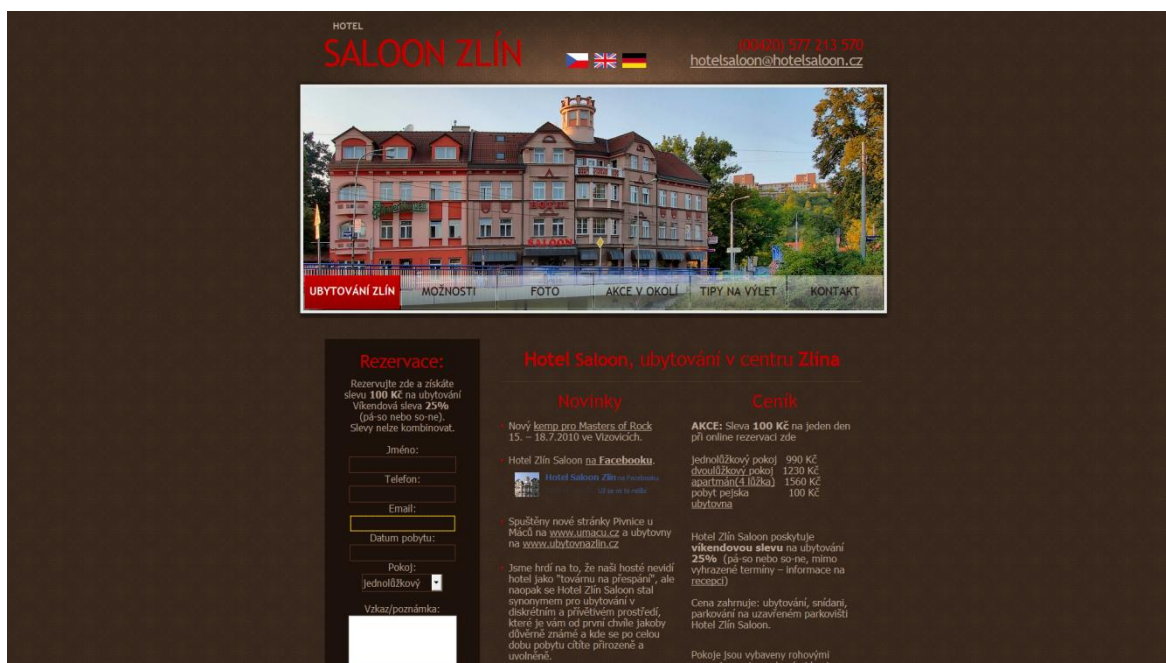 HOTEL
SALOON ZLÍN
(00420) 577 213 570
hotelsaloon@hotelsaloon.cz
HOTEL
SALOON
UBYTOVÁNÍ ZLÍN
MOŽNOSTI
FOTO
AKCE V OKOLÍ
TIPY NA VÝLET
KONTAKT
Rezervace:
Rezervujte zde a získáte
slevu 100 Kč na ubytování
Víkendová sleva 25%
(pá-so nebo so-ne).
Slevy nelze kombinovat.
Jméno:
Telefon:
Email:
Datum pobytu:
Pokoj:
jednolůžkový
Vzkaz/poznámka:
Hotel Saloon, ubytování v centru Zlína
Novinky
Nový kemp pro Masters of Rock
15. – 18.7.2010 ve Vizovicích.
Hotel Zlín Saloon na Facebooku.
Hotel Saloon Zlín na Facebooku
Spuštěny nové stránky Pivnice u
Máců na www.umacu.cz a ubytovny
na www.ubytovnazlin.cz
Jsme hrdí na to, že naši hosté nevidí
hotel jako "továrnu na přespání", ale
naopak se Hotel Zlín Saloon stal
synonymem pro ubytování v
diskrétním a přívětivém prostředí,
které je vám od první chvíle jakoby
důvěrně známé a kde se po celou
dobu pobytu cítíte přirozeně a
uvolněně.
Ceník
AKCE: Sleva 100 Kč na jeden den
při online rezervaci zde
jednolůžkový pokoj 990 Kč
dvoulůžkový pokoj 1230 Kč
apartmán(4 lůžka) 1560 Kč
pobyt pejska 100 Kč
ubytovna
Hotel Zlín Saloon poskytuje
víkendovou slevu na ubytování
25% (pá-so nebo so-ne, mimo
vyhrazené termíny – informace na
recepci)
Cena zahrnuje: ubytování, snídani,
parkování na uzavřeném parkovišti
Hotel Zlín Saloon.
Pokoje jsou vybaveny rohovými